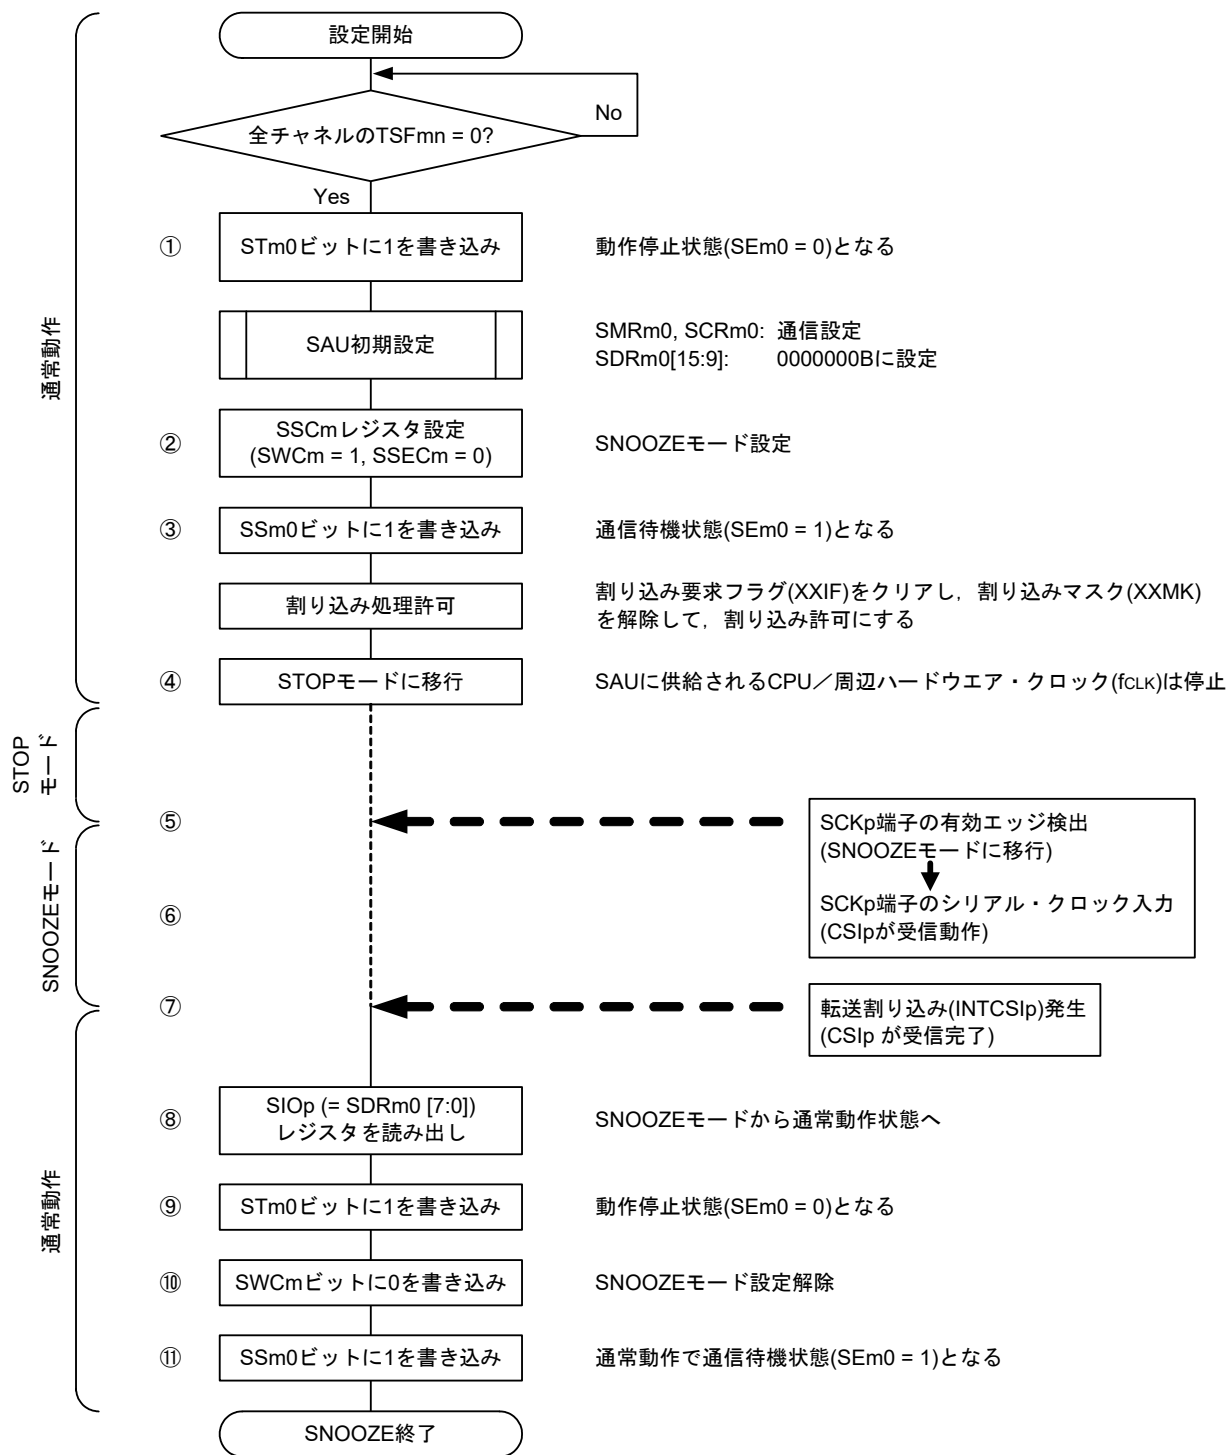 設定開始
No
全チャネルのTSFmn = 0?
Yes
① STm0ビットに1を書き込み 動作停止状態(SEm0 = 0)となる
SAU初期設定
SMRm0, SCRm0: 通信設定
SDRm0[15:9]: 0000000Bに設定
通常動作
② SSCmレジスタ設定
(SWCm = 1, SSECm = 0)
SNOOZEモード設定
③ SSm0ビットに1を書き込み 通信待機状態(SEm0 = 1)となる
割り込み処理許可
割り込み要求フラグ(XXIF)をクリアし，割り込みマスク(XXMK)
を解除して，割り込み許可にする
④ STOPモードに移行 SAUに供給されるCPU／周辺ハードウエア・クロック(fCLK)は停止
STOP
モード
⑤
SCKp端子の有効エッジ検出
(SNOOZEモードに移行)
SNOOZEモード
⑥
SCKp端子のシリアル・クロック入力
(CSIpが受信動作)
⑦
転送割り込み(INTCSIp)発生
(CSIp が受信完了)
⑧ SIOp (= SDRm0 [7:0])
レジスタを読み出し
SNOOZEモードから通常動作状態へ
通常動作
⑨ STm0ビットに1を書き込み 動作停止状態(SEm0 = 0)となる
⑩ SWCmビットに0を書き込み SNOOZEモード設定解除
⑪ SSm0ビットに1を書き込み 通常動作で通信待機状態(SEm0 = 1)となる
SNOOZE終了